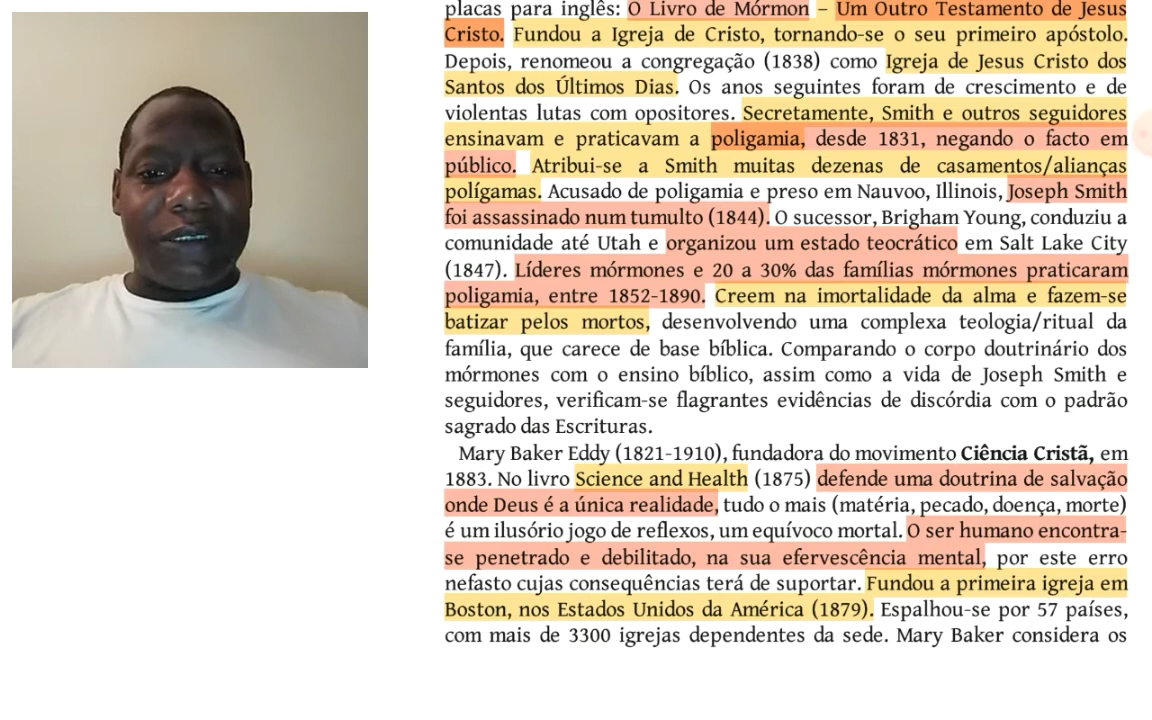 placas para inglês: O Livro de Mórmon – Um Outro Testamento de Jesus
Cristo. Fundou a Igreja de Cristo, tornando-se o seu primeiro apóstolo.
Depois, renomeou a congregação (1838) como Igreja de Jesus Cristo dos
Santos dos Últimos Dias. Os anos seguintes foram de crescimento e de
violentas lutas com opositores. Secretamente, Smith e outros seguidores
ensinavam e praticavam a poligamia, desde 1831, negando o facto em
público. Atribui-se a Smith muitas dezenas de casamentos/alianças
polígamas. Acusado de poligamia e preso em Nauvoo, Illinois, Joseph Smith
foi assassinado num tumulto (1844). O sucessor, Brigham Young, conduziu a
comunidade até Utah e organizou um estado teocrático em Salt Lake City
(1847). Líderes mórmones e 20 a 30% das famílias mórmones praticaram
poligamia, entre 1852-1890. Creem na imortalidade da alma e fazem-se
batizar pelos mortos, desenvolvendo uma complexa teologia/ritual da
família, que carece de base bíblica. Comparando o corpo doutrinário dos
mórmones com o ensino bíblico, assim como a vida de Joseph Smith e
seguidores, verificam-se flagrantes evidências de discórdia com o padrão
sagrado das Escrituras.
Mary Baker Eddy (1821-1910), fundadora do movimento Ciência Cristã, em
1883. No livro Science and Health (1875) defende uma doutrina de salvação
onde Deus é a única realidade, tudo o mais (matéria, pecado, doença, morte)
é um ilusório jogo de reflexos, um equívoco mortal. O ser humano encontra-
se penetrado e debilitado, na sua efervescência mental, por este erro
nefasto cujas consequências terá de suportar. Fundou a primeira igreja em
Boston, nos Estados Unidos da América (1879). Espalhou-se por 57 países,
com mais de 3300 igrejas dependentes da sede. Mary Baker considera os